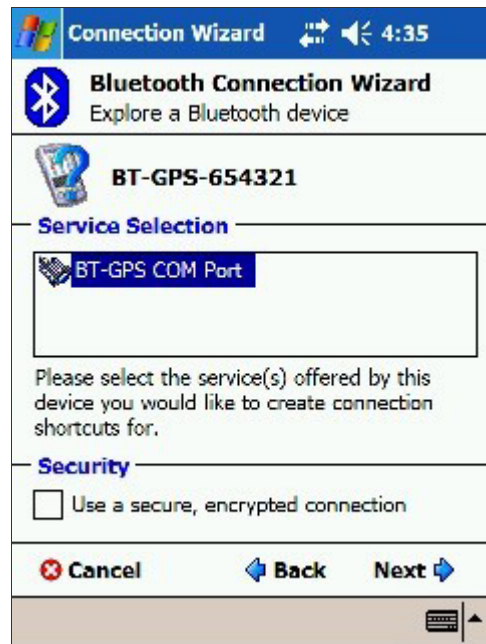 Connection Wizard 4:35
Bluetooth Connection Wizard
Explore a Bluetooth device
BT-GPS-654321
Service Selection
BT-GPS COM Port
Please select the service(s) offered by this
device you would like to create connection
shortcuts for.
Security
Use a secure, encrypted connection
Cancel Back Next